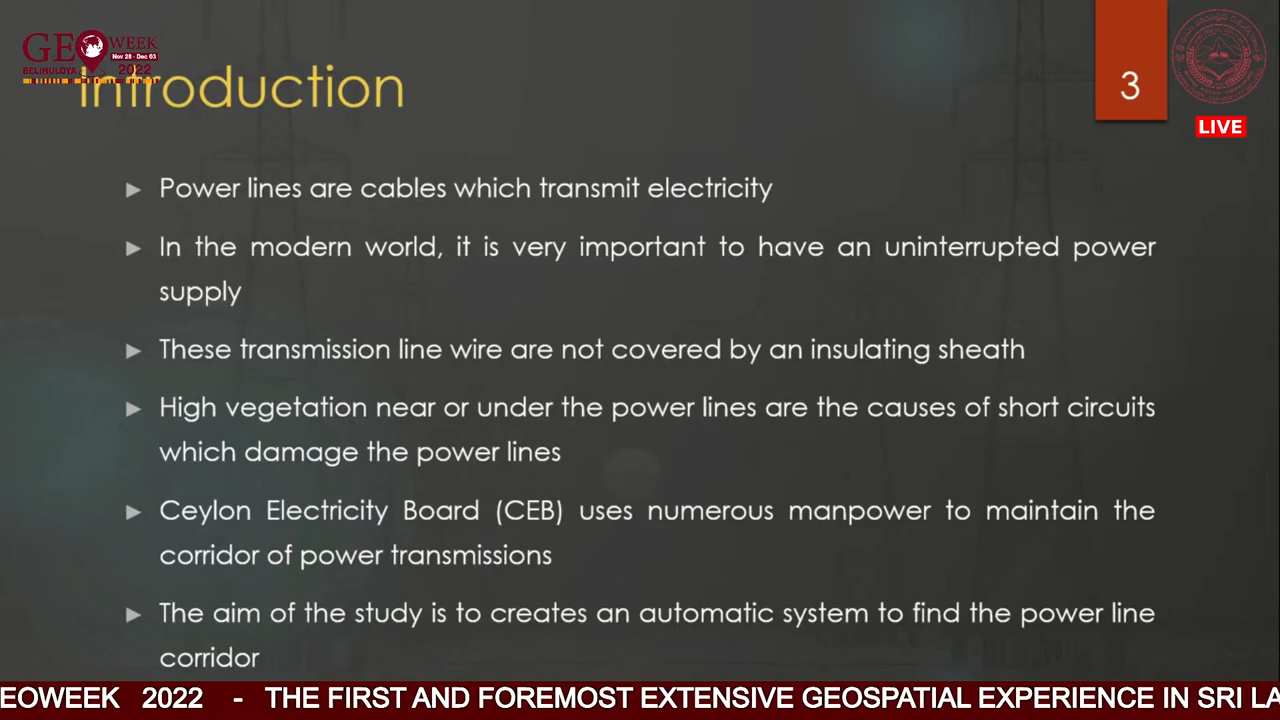 GEOWEEK
Nov 28 - Dec 03
BELIHULOYA 2022
Introduction
3
LIVE
Power lines are cables which transmit electricity
In the modern world, it is very important to have an uninterrupted power
supply
These transmission line wire are not covered by an insulating sheath
High vegetation near or under the power lines are the causes of short circuits
which damage the power lines
Ceylon Electricity Board (CEB) uses numerous manpower to maintain the
corridor of power transmissions
The aim of the study is to creates an automatic system to find the power line
corridor
EOWEEK 2022 - THE FIRST AND FOREMOST EXTENSIVE GEOSPATIAL EXPERIENCE IN SRI LA